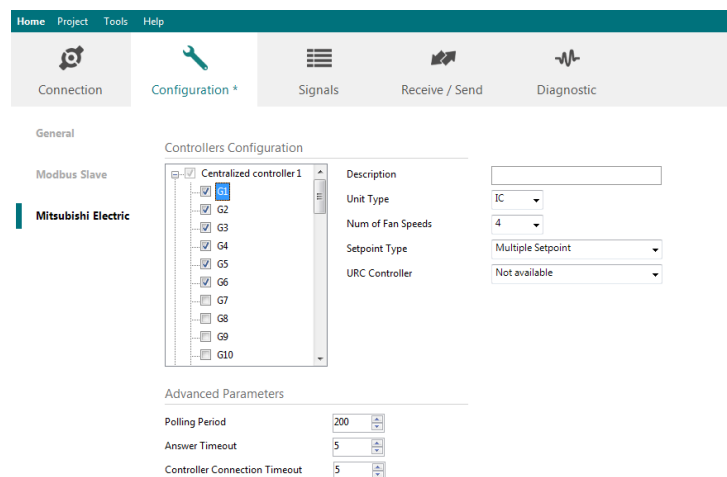 Home Project Tools Help
Connection Configuration * Signals Receive / Send Diagnostic
General
Modbus Slave
Mitsubishi Electric
Controllers Configuration
Centralized controller 1
G1
G2
G3
G4
G5
G6
G7
G8
G9
G10
Description
Unit Type IC
Num of Fan Speeds 4
Setpoint Type Multiple Setpoint
URC Controller Not available
Advanced Parameters
Polling Period 200
Answer Timeout 5
Controller Connection Timeout 5